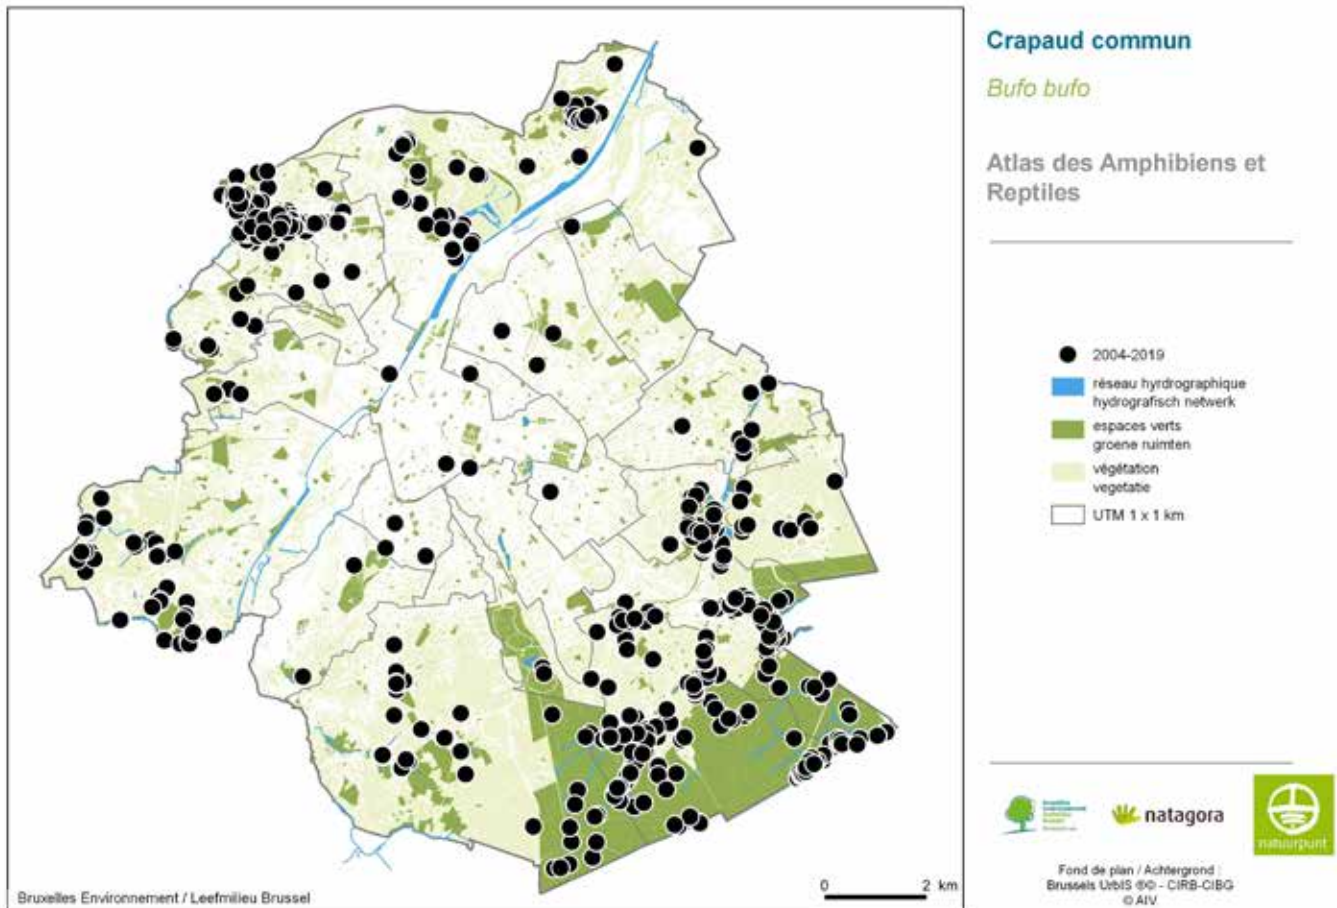 Crapaud commun
Bufo bufo
Atlas des Amphibiens et
Reptiles
2004-2019
réseau hyrdrographique
hydrografisch netwerk
espaces verts
groene ruimten
végétation
vegetatie
UTM 1 x 1 km
natagora
natuurpunt
Fond de plan / Achtergrond :
Brussels UrbIS ®© - CIRB-CIBG
© AIV
0 2 km
Bruxelles Environnement / Leefmilieu Brussel